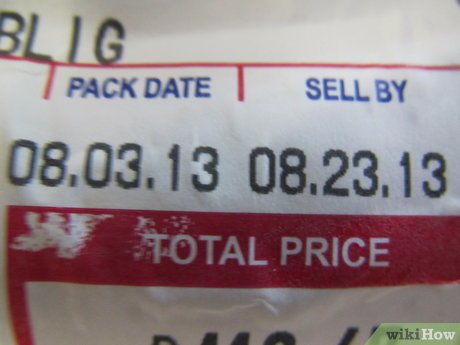 BLIG
PACK DATE SELL BY
08.03.13 08.23.13
TOTAL PRICE
wikiHow